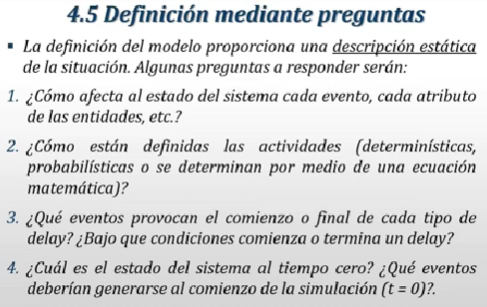 4.5 Definición mediante preguntas
▪ La definición del modelo proporciona una descripción estática
de la situación. Algunas preguntas a responder serán:
1. ¿Cómo afecta al estado del sistema cada evento, cada atributo
de las entidades, etc.?
2. ¿Cómo están definidas las actividades (determinísticas,
probabilísticas o se determinan por medio de una ecuación
matemática)?
3. ¿Qué eventos provocan el comienzo o final de cada tipo de
delay? ¿Bajo que condiciones comienza o termina un delay?
4. ¿Cuál es el estado del sistema al tiempo cero? ¿Qué eventos
deberían generarse al comienzo de la simulación (t = 0)?.